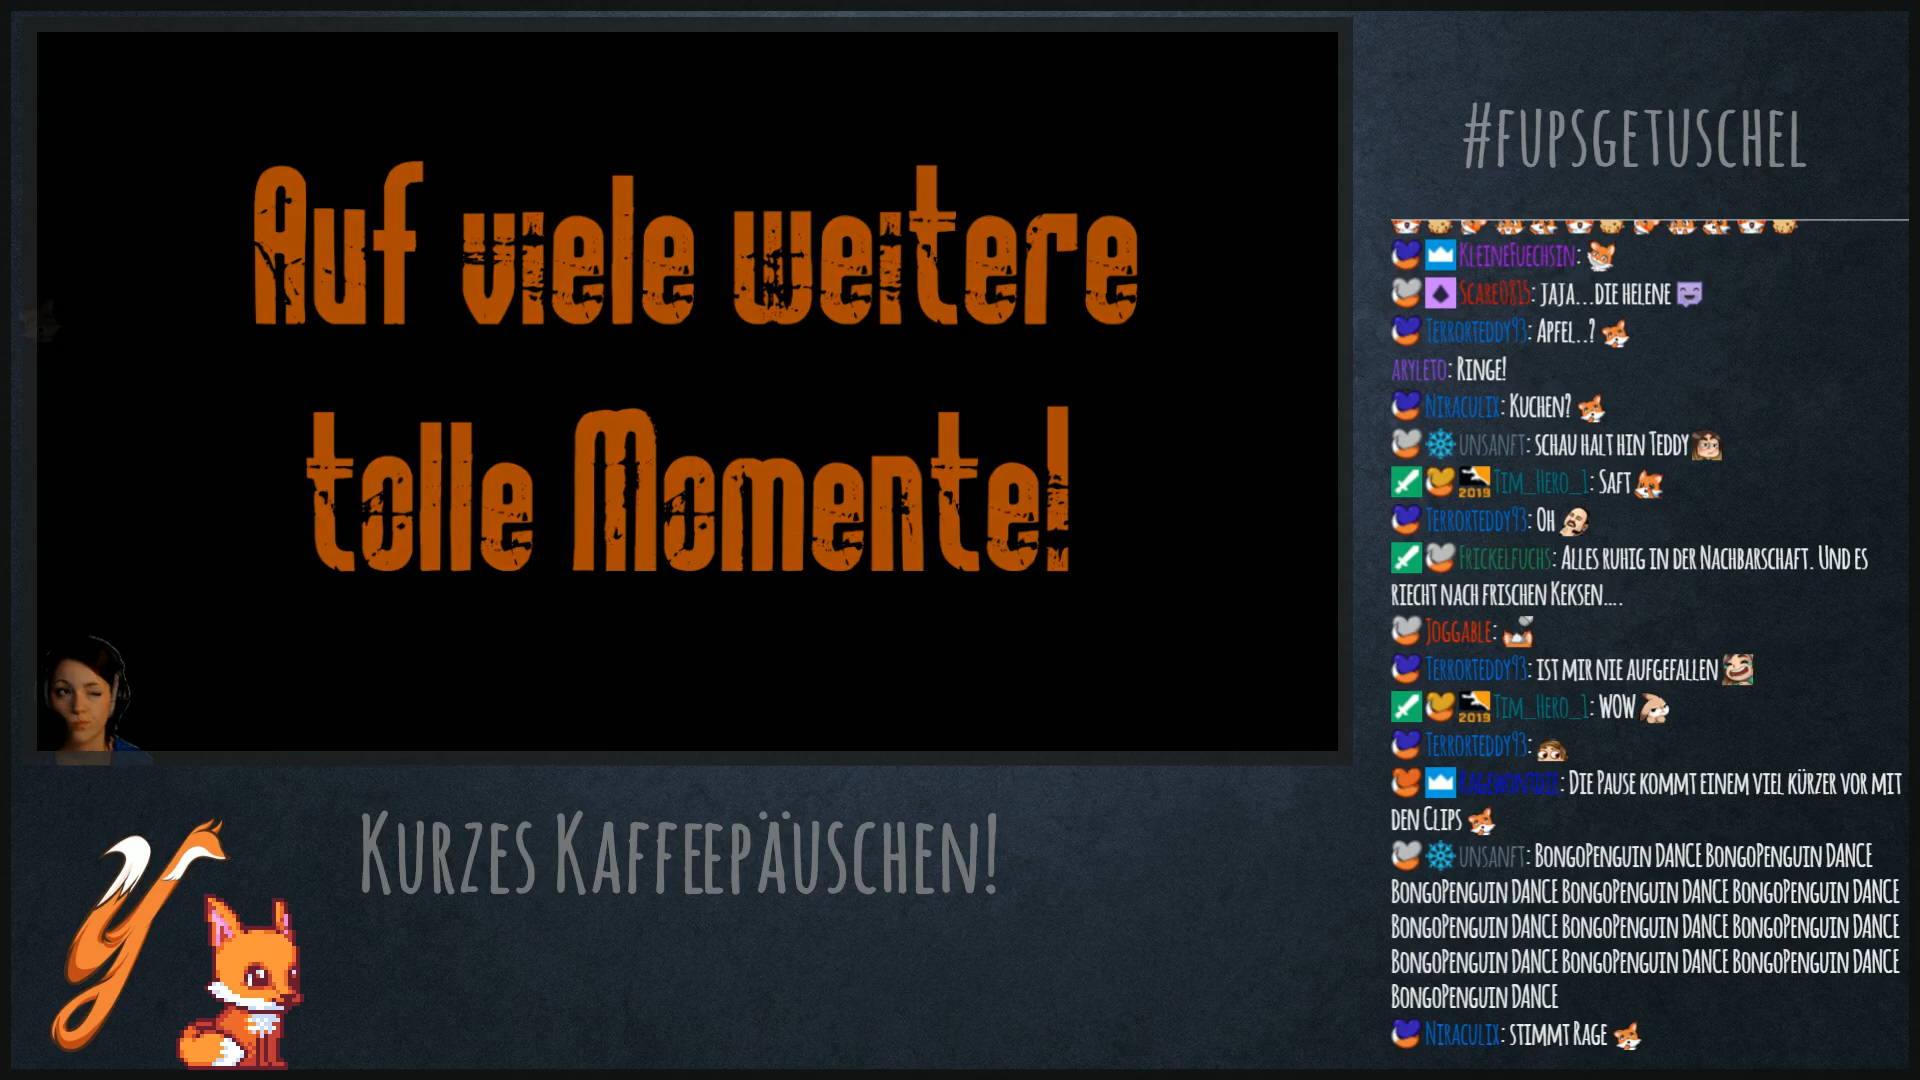 Auf viele weitere
tolle Momente!
Kurzes Kaffeepäuschen!
#fupsgetuschel
KleineFuechsin:
Scare0815: jaja...die Helene
Terrorteddy93: Apfel..?
aryleto: Ringe!
Niraculix: Kuchen?
unsanft: schau halt hin Teddy
2019 Tim_Hero_1: Saft
Terrorteddy93: Oh
Frickelfuchs: Alles ruhig in der Nachbarschaft. Und es
riecht nach frischen Keksen....
Joggable:
Terrorteddy93: ist mir nie aufgefallen
2019 Tim_Hero_1: WOW
Terrorteddy93:
Ragewontdie: Die Pause kommt einem viel kürzer vor mit
den Clips
unsanft: BongoPenguin DANCE BongoPenguin DANCE
BongoPenguin DANCE BongoPenguin DANCE BongoPenguin DANCE
BongoPenguin DANCE BongoPenguin DANCE BongoPenguin DANCE
BongoPenguin DANCE BongoPenguin DANCE BongoPenguin DANCE
BongoPenguin DANCE
Niraculix: stimmt Rage